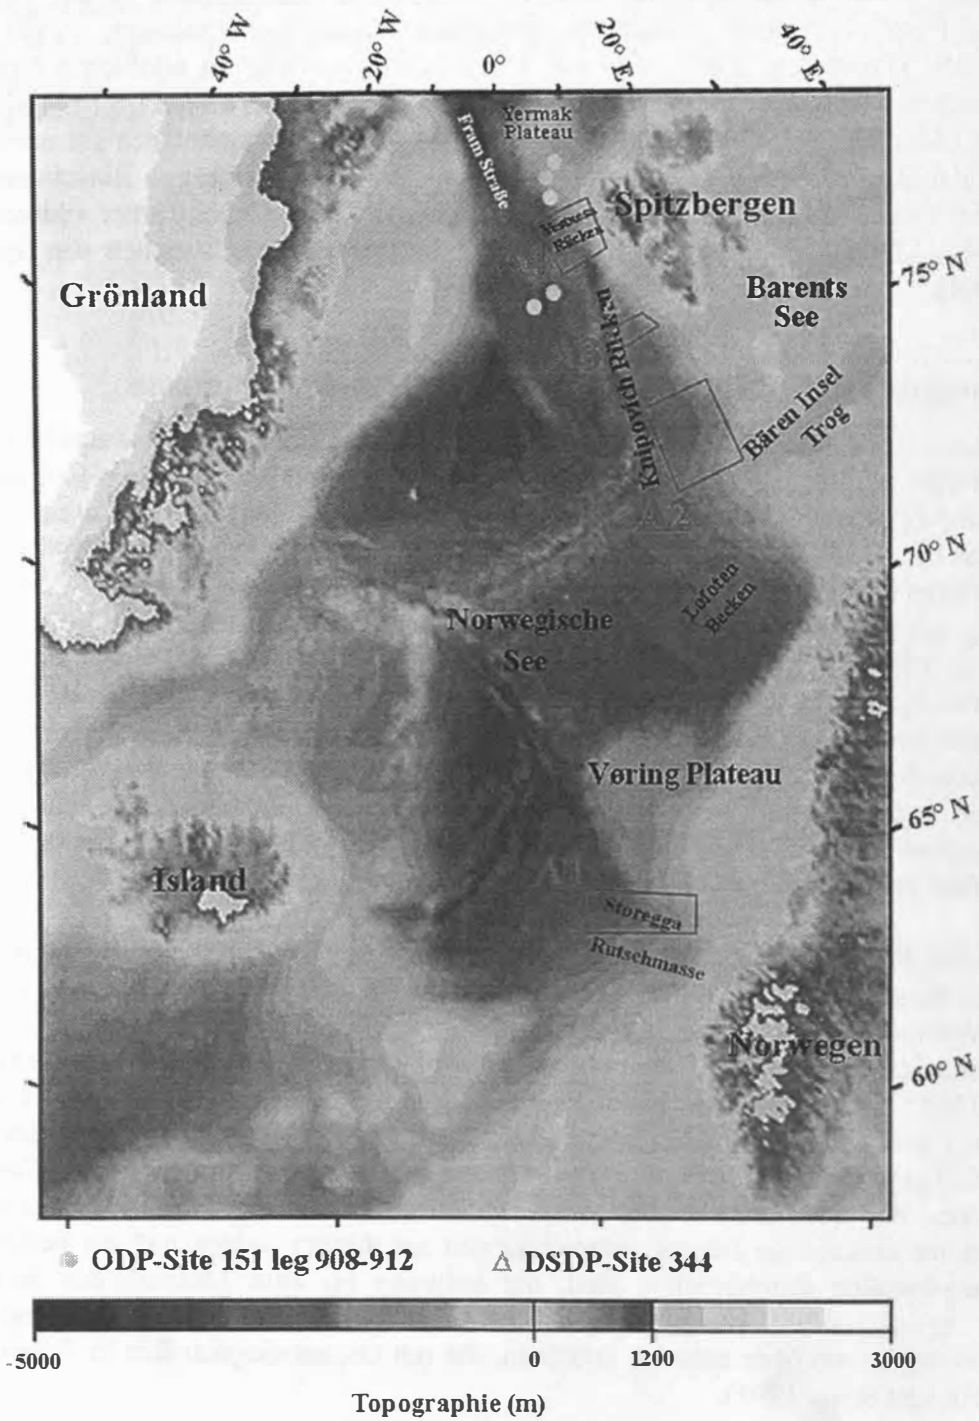 40° W
20° W
0°
20° E
40° E
Yermak
Plateau
Fram Straße
Spitzbergen
Rücken
75° N
Grönland
Barents
See
Knipovich Rücken
Bären Insel
Trog
70° N
Lofoten
Becken
Norwegische
See
Vøring Plateau
65° N
Island
Storegga
Rutschmasse
Norwegen
60° N
ODP-Site 151 leg 908-912
DSDP-Site 344
-5000
0
1200
3000
Topographie (m)